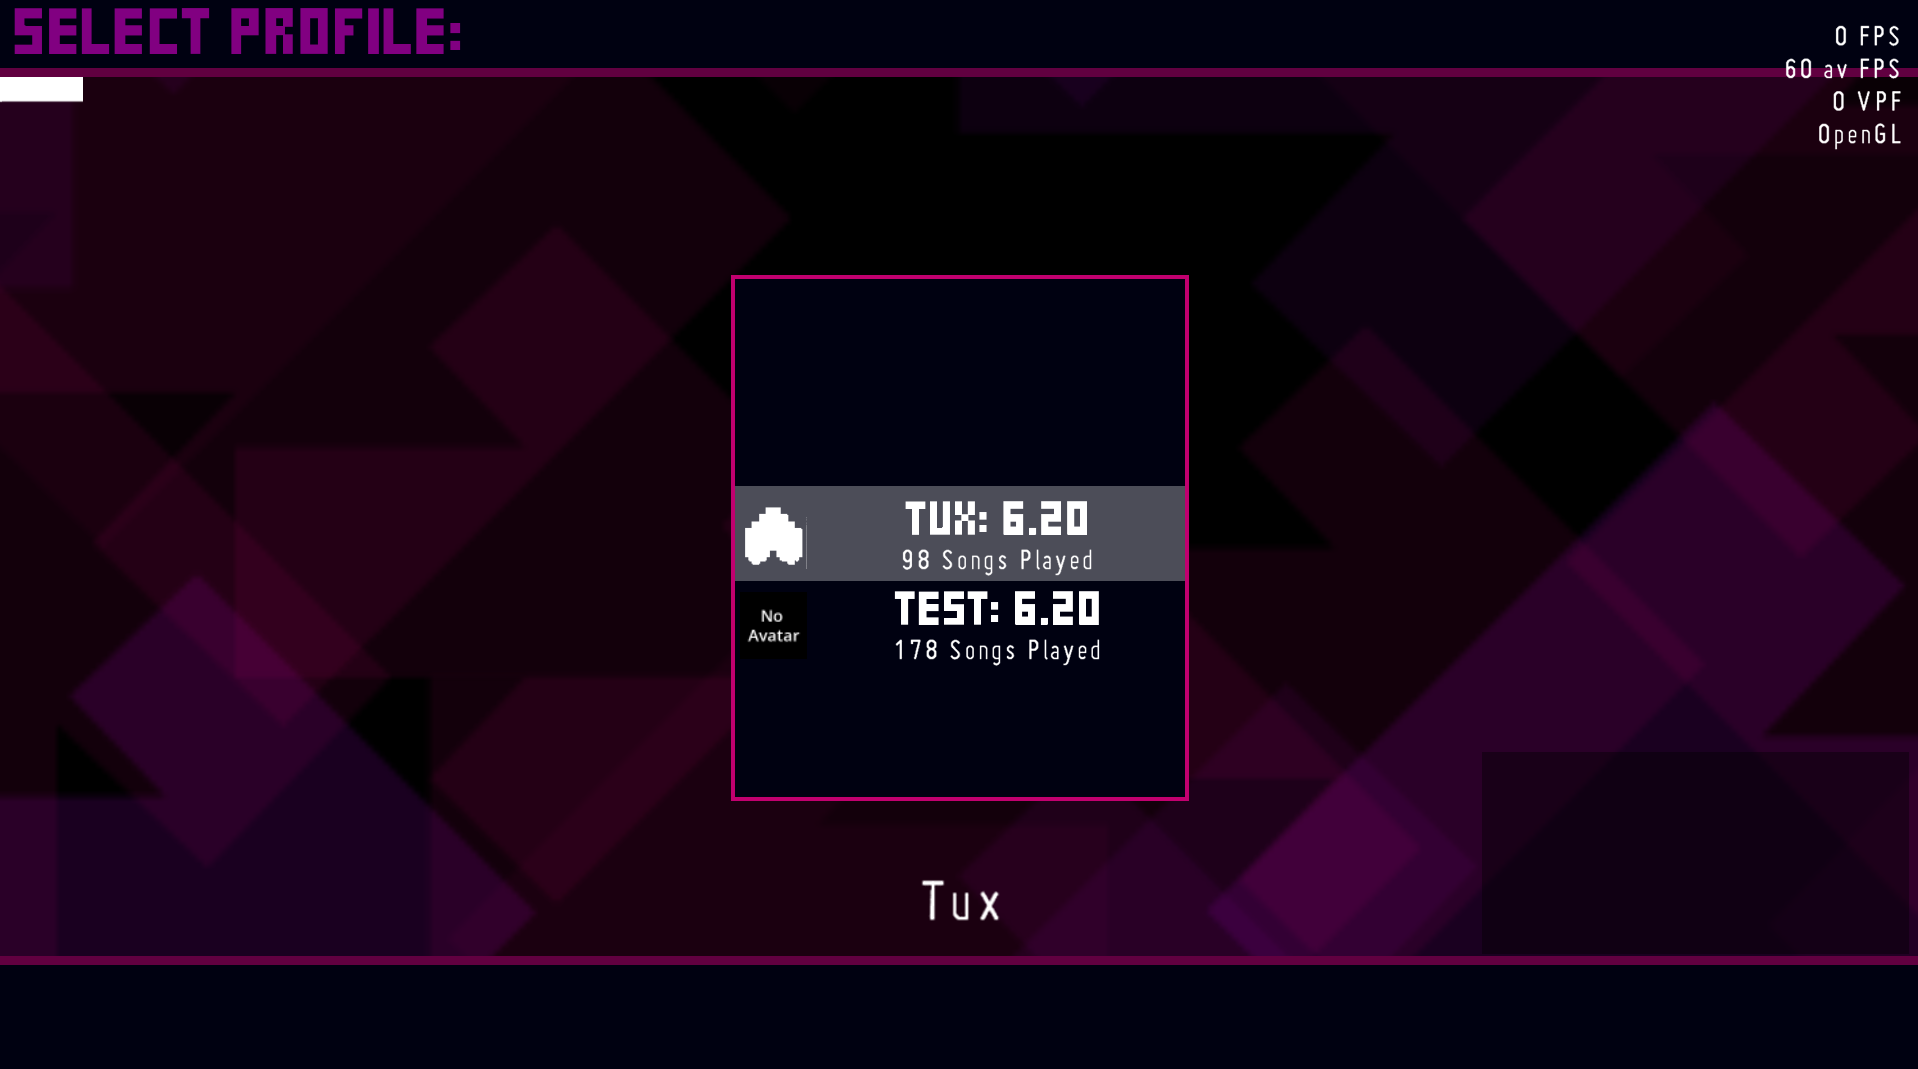 SELECT PROFILE:
0 FPS
60 av FPS
0 VPF
OpenGL
TUX: 6.20
98 Songs Played
No
Avatar
TEST: 6.20
178 Songs Played
Tux